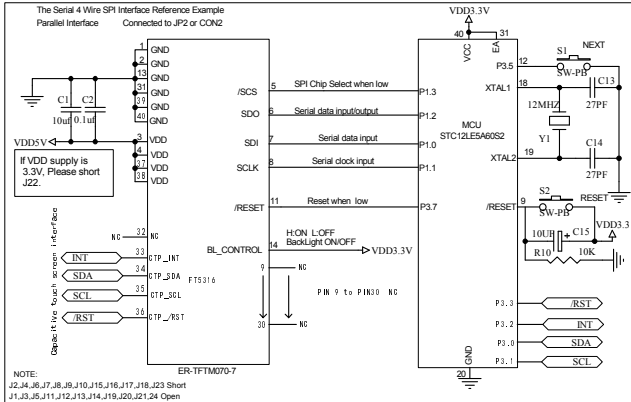 The Serial 4 Wire SPI Interface Reference Example
Parallel Interface Connected to JP2 or CON2
VDD3.3V
1 GND
2 GND
13 GND
31 GND
39 GND
40 GND
C1 C2
10uf 0.1uf
VDD5V
3 VDD
4 VDD
37 VDD
38 VDD
If VDD supply is
3.3V, Please short
J22.
NC 32 NC
Capacitive touch screen interface
INT 33 CTP_INT
SDA 34 CTP_SDA
SCL 35 CTP_SCL
/RST 36 CTP_/RST
FT5316
/SCS 5 SPI Chip Select when low P1.3
SDO 6 Serial data input/output P1.2
SDI 7 Serial data input P1.0
SCLK 8 Serial clock input P1.1
/RESET 11 Reset when low P3.7
H:ON L:OFF
BL_CONTROL 14 BackLight ON/OFF VDD3.3V
9 NC
PIN 9 to PIN30 NC
30 NC
ER-TFTM070-7
40 31
VCC EA
MCU
STC12LE5A60S2
P3.5 12
S1 NEXT
SW-PB
XTAL1 18
C13
27PF
12MHZ
Y1
XTAL2 19
C14
27PF
/RESET 9
S2 RESET
SW-PB
VDD3.3
10UF + C15
R10 10K
P3.3 /RST
P3.2 INT
P3.0 SDA
P3.1 SCL
GND
20
NOTE:
J2,J4,J6,J7,J8,J9,J10,J15,J16,J17,J18,J23 Short
J1,J3,J5,J11,J12,J13,J14,J19,J20,J21,24 Open